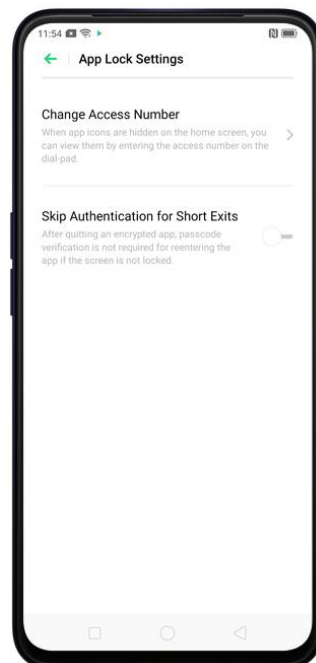 11:54
App Lock Settings
Change Access Number
When app icons are hidden on the home screen, you
can view them by entering the access number on the
dial-pad.
Skip Authentication for Short Exits
After quitting an encrypted app, passcode
verification is not required for reentering the
app if the screen is not locked.